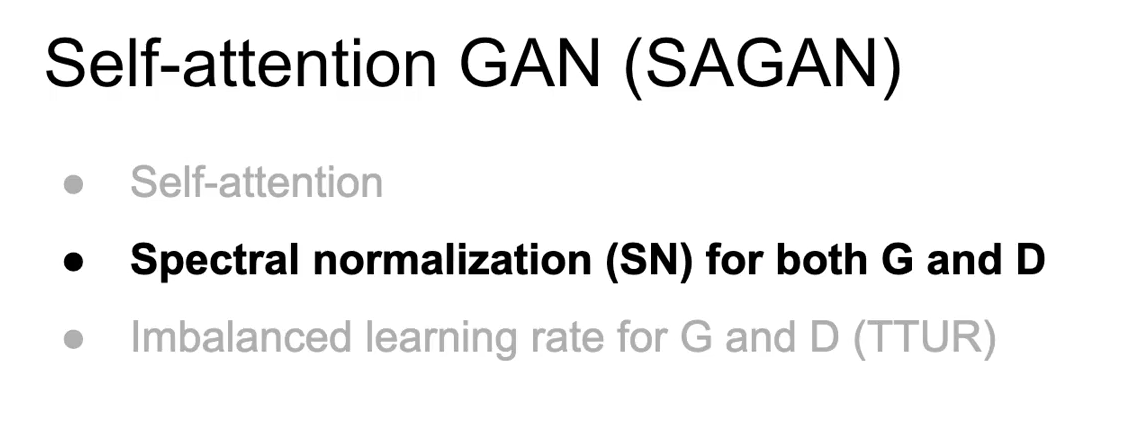 Self-attention GAN (SAGAN)
● Self-attention
● Spectral normalization (SN) for both G and D
● Imbalanced learning rate for G and D (TTUR)